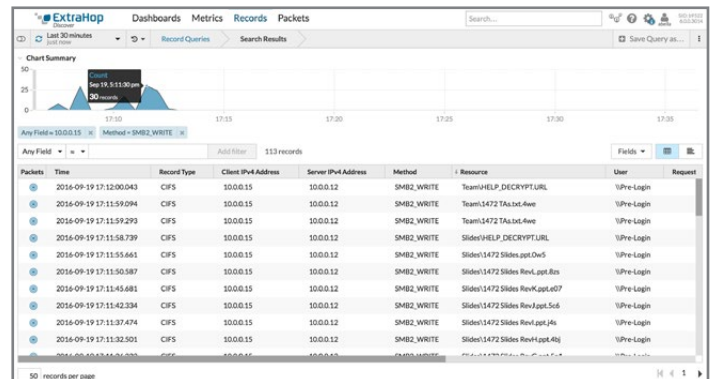 ExtraHop Dashboards Metrics Records Packets Search...
Discover
Last 30 minutes Record Queries Search Results Save Query as...
just now
Chart Summary
50
25
0
Count
Sep 19, 5:11:30 pm
30 records
17:10 17:15 17:20 17:25 17:30 17:35
Any Field = 10.0.0.15 × Method = SMB2_WRITE ×
Any Field ≈ Add filter 113 records Fields
Packets Time Record Type Client IPv4 Address Server IPv4 Address Method ↓ Resource User Request
2016-09-19 17:12:00.043 CIFS 10.0.0.15 10.0.0.12 SMB2_WRITE Team\HELP_DECRYPT.URL \\Pre-Login
2016-09-19 17:11:59.094 CIFS 10.0.0.15 10.0.0.12 SMB2_WRITE Team\1472 TAs.txt.4we \\Pre-Login
2016-09-19 17:11:59.293 CIFS 10.0.0.15 10.0.0.12 SMB2_WRITE Team\1472 TAs.txt.4we \\Pre-Login
2016-09-19 17:11:58.739 CIFS 10.0.0.15 10.0.0.12 SMB2_WRITE Slides\HELP_DECRYPT.URL \\Pre-Login
2016-09-19 17:11:55.661 CIFS 10.0.0.15 10.0.0.12 SMB2_WRITE Slides\1472 Slides.ppt.0w5 \\Pre-Login
2016-09-19 17:11:50.587 CIFS 10.0.0.15 10.0.0.12 SMB2_WRITE Slides\1472 Slides RevL.ppt.8zs \\Pre-Login
2016-09-19 17:11:45.681 CIFS 10.0.0.15 10.0.0.12 SMB2_WRITE Slides\1472 Slides RevK.ppt.e07 \\Pre-Login
2016-09-19 17:11:42.334 CIFS 10.0.0.15 10.0.0.12 SMB2_WRITE Slides\1472 Slides RevJ.ppt.5c6 \\Pre-Login
2016-09-19 17:11:37.474 CIFS 10.0.0.15 10.0.0.12 SMB2_WRITE Slides\1472 Slides RevI.ppt.j4s \\Pre-Login
2016-09-19 17:11:32.501 CIFS 10.0.0.15 10.0.0.12 SMB2_WRITE Slides\1472 Slides RevH.ppt.4bj \\Pre-Login
50 records per page 1